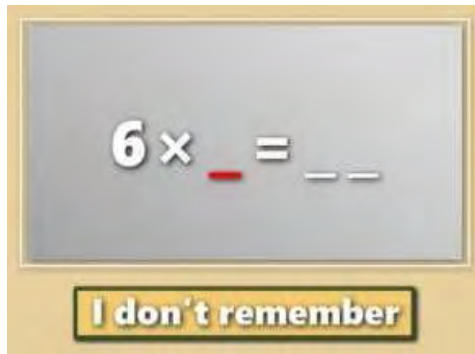 6 × _ = _ _
I don't remember